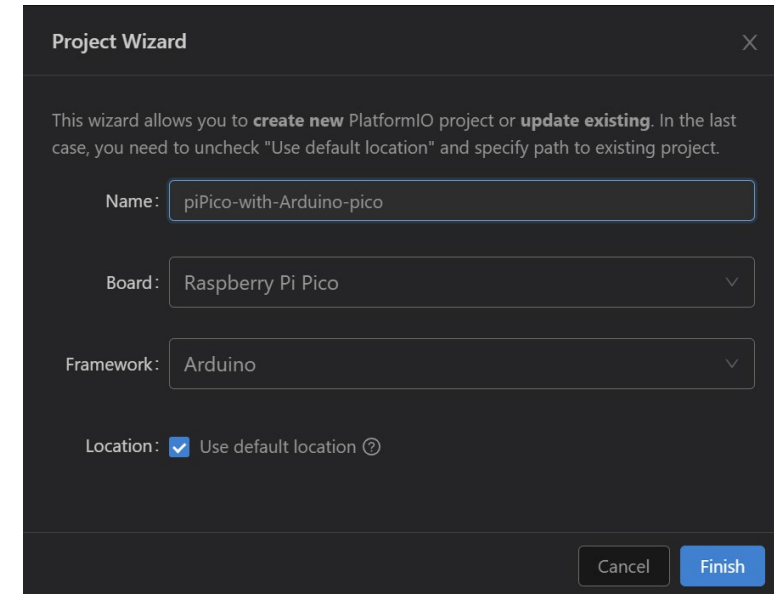 Project Wizard
This wizard allows you to create new PlatformIO project or update existing. In the last
case, you need to uncheck "Use default location" and specify path to existing project.
Name: piPico-with-Arduino-pico
Board: Raspberry Pi Pico
Framework: Arduino
Location: Use default location
Cancel Finish